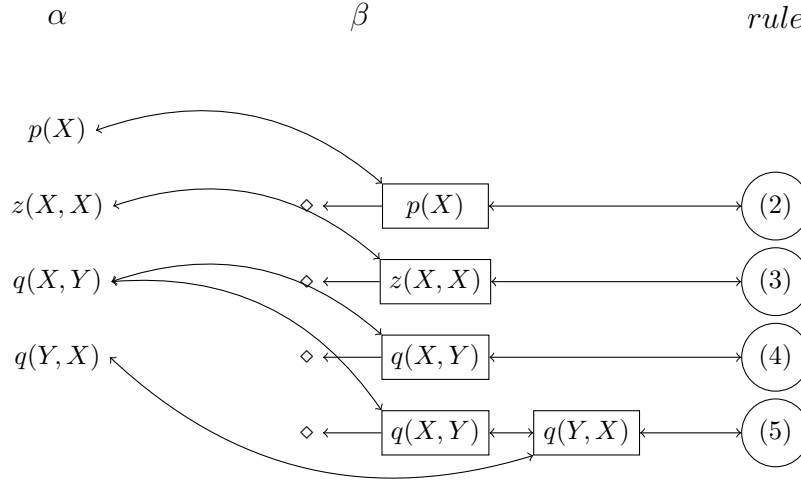 α β rule
p(X)
z(X, X) ⋄ p(X) (2)
q(X, Y) ⋄ z(X, X) (3)
q(Y, X) ⋄ q(X, Y) (4)
⋄ q(X, Y) q(Y, X) (5)